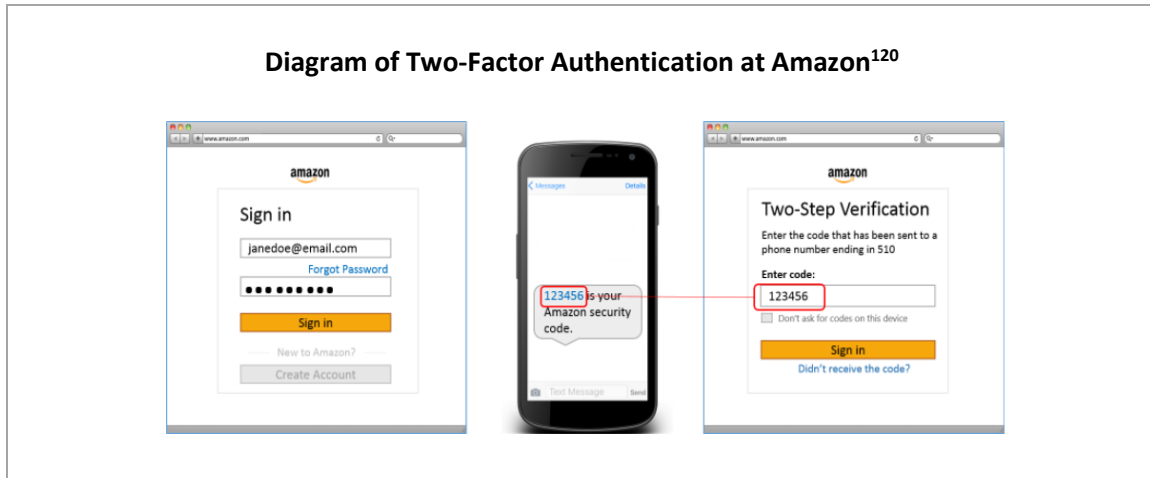 Diagram of Two-Factor Authentication at Amazon120
www.amazon.com
amazon
Sign in
janedoe@email.com
Forgot Password
Sign in
New to Amazon?
Create Account
Messages
Details
123456 is your
Amazon security
code.
Text Message
Send
www.amazon.com
amazon
Two-Step Verification
Enter the code that has been sent to a
phone number ending in 510
Enter code:
123456
Don't ask for codes on this device
Sign in
Didn't receive the code?